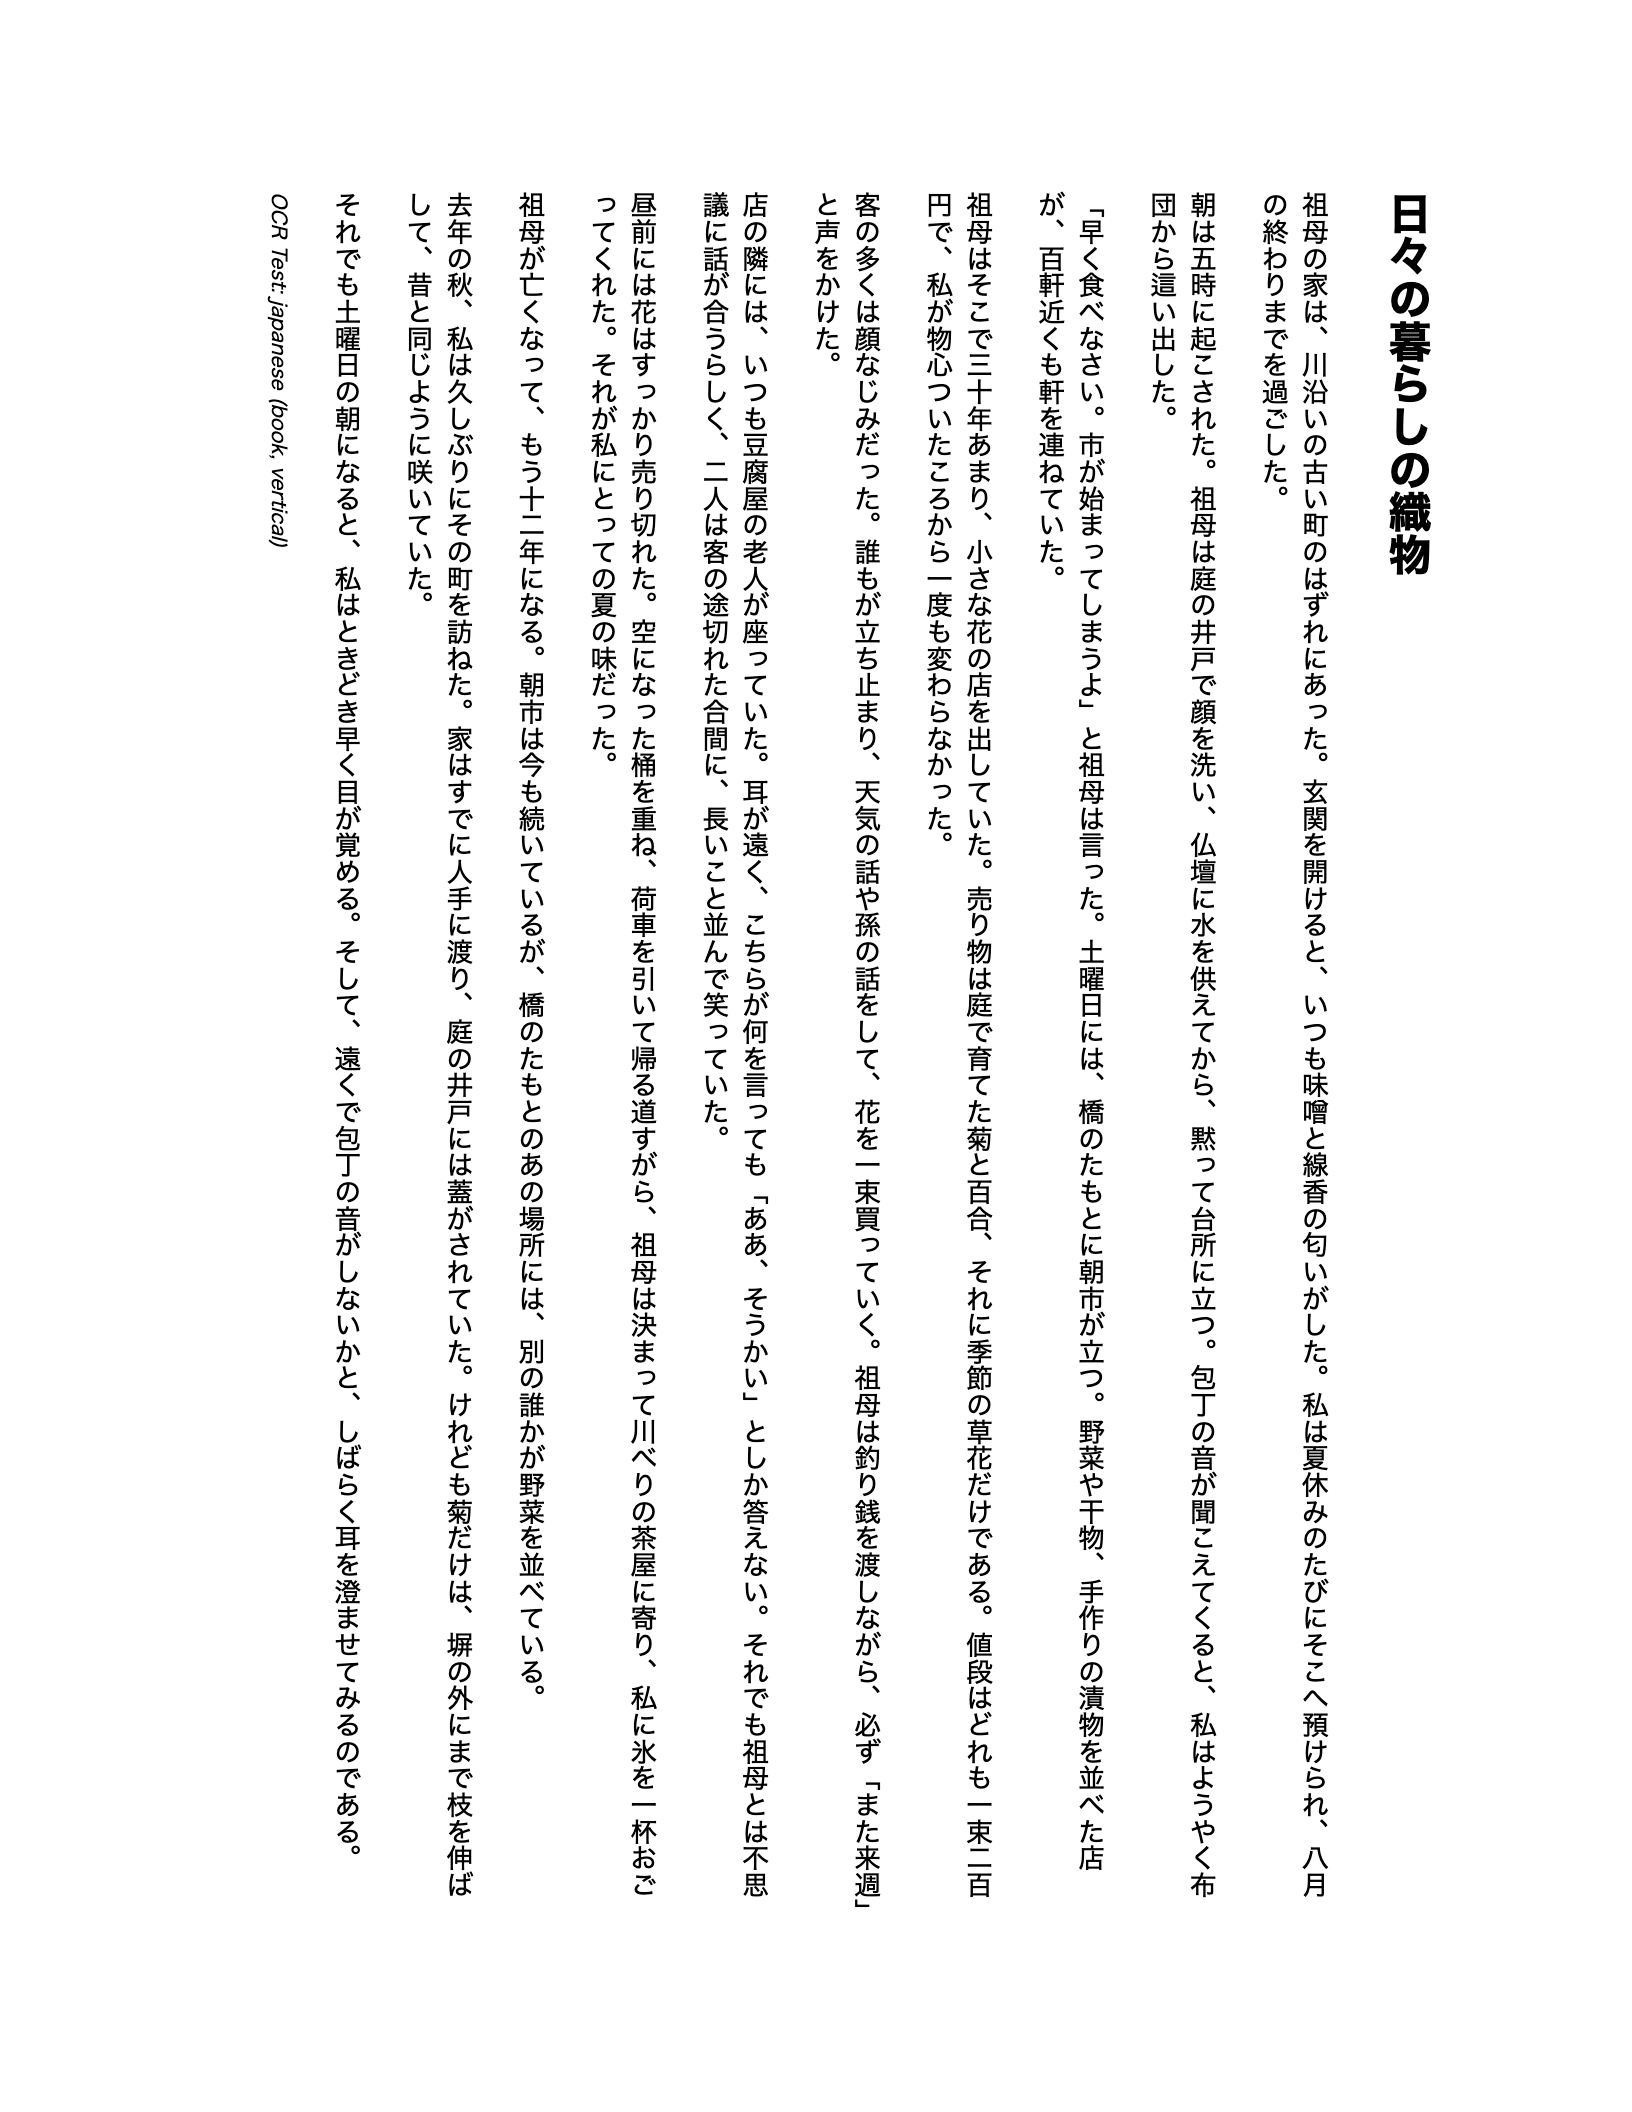 日々の暮らしの織物
祖母の家は、川沿いの古い町のはずれにあった。玄関を開けると、いつも味噌と線香の匂いがした。私は夏休みのたびにそこへ預けられ、八月
の終わりまでを過ごした。
朝は五時に起こされた。祖母は庭の井戸で顔を洗い、仏壇に水を供えてから、黙って台所に立つ。包丁の音が聞こえてくると、私はようやく布
団から這い出した。
「早く食べなさい。市が始まってしまうよ」と祖母は言った。土曜日には、橋のたもとに朝市が立つ。野菜や干物、手作りの漬物を並べた店
が、百軒近くも軒を連ねていた。
祖母はそこで三十年あまり、小さな花の店を出していた。売り物は庭で育てた菊と百合、それに季節の草花だけである。値段はどれも一束二百
円で、私が物心ついたころから一度も変わらなかった。
客の多くは顔なじみだった。誰もが立ち止まり、天気の話や孫の話をして、花を一束買っていく。祖母は釣り銭を渡しながら、必ず「また来週」
と声をかけた。
店の隣には、いつも豆腐屋の老人が座っていた。耳が遠く、こちらが何を言っても「ああ、そうかい」としか答えない。それでも祖母とは不思
議に話が合うらしく、二人は客の途切れた合間に、長いこと並んで笑っていた。
昼前には花はすっかり売り切れた。空になった桶を重ね、荷車を引いて帰る道すがら、祖母は決まって川べりの茶屋に寄り、私に氷を一杯おご
ってくれた。それが私にとっての夏の味だった。
祖母が亡くなって、もう十二年になる。朝市は今も続いているが、橋のたもとのあの場所には、別の誰かが野菜を並べている。
去年の秋、私は久しぶりにその町を訪ねた。家はすでに人手に渡り、庭の井戸には蓋がされていた。けれども菊だけは、塀の外にまで枝を伸ば
して、昔と同じように咲いていた。
それでも土曜日の朝になると、私はときどき早く目が覚める。そして、遠くで包丁の音がしないかと、しばらく耳を澄ませてみるのである。
OCR Test: japanese (book, vertical)